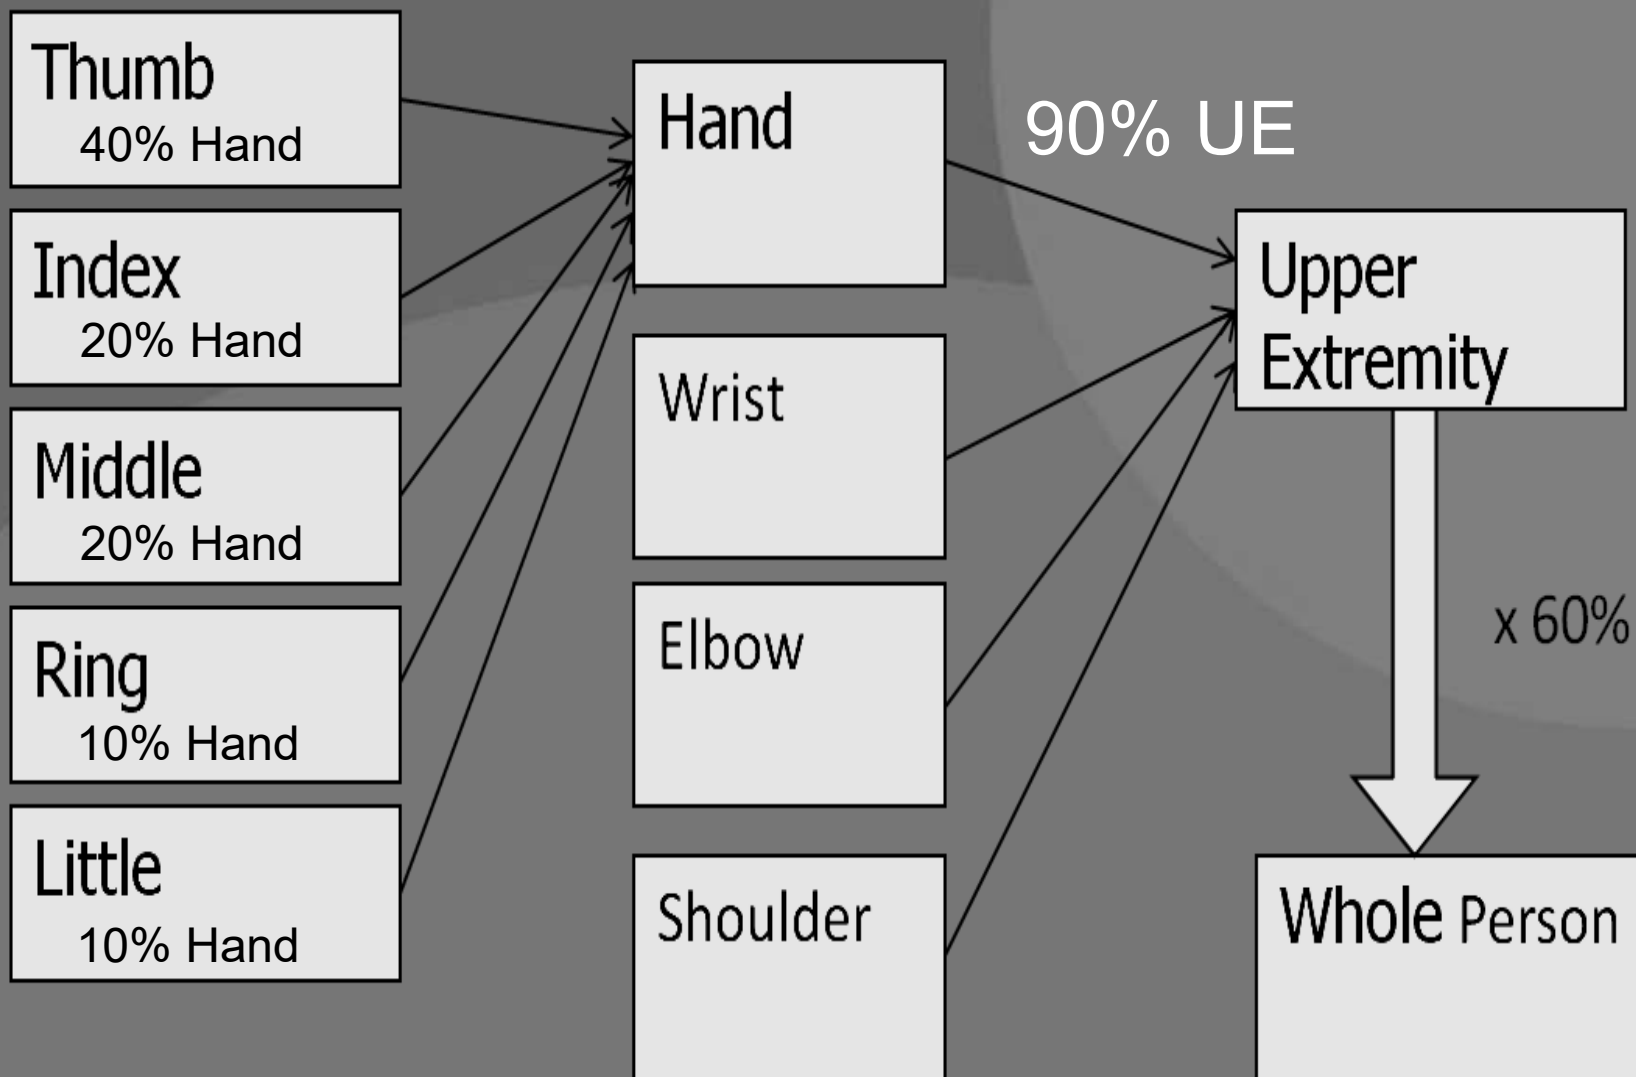 Thumb
40% Hand
Index
20% Hand
Middle
20% Hand
Ring
10% Hand
Little
10% Hand
Hand
90% UE
Wrist
Elbow
Shoulder
Upper
Extremity
x 60%
Whole Person